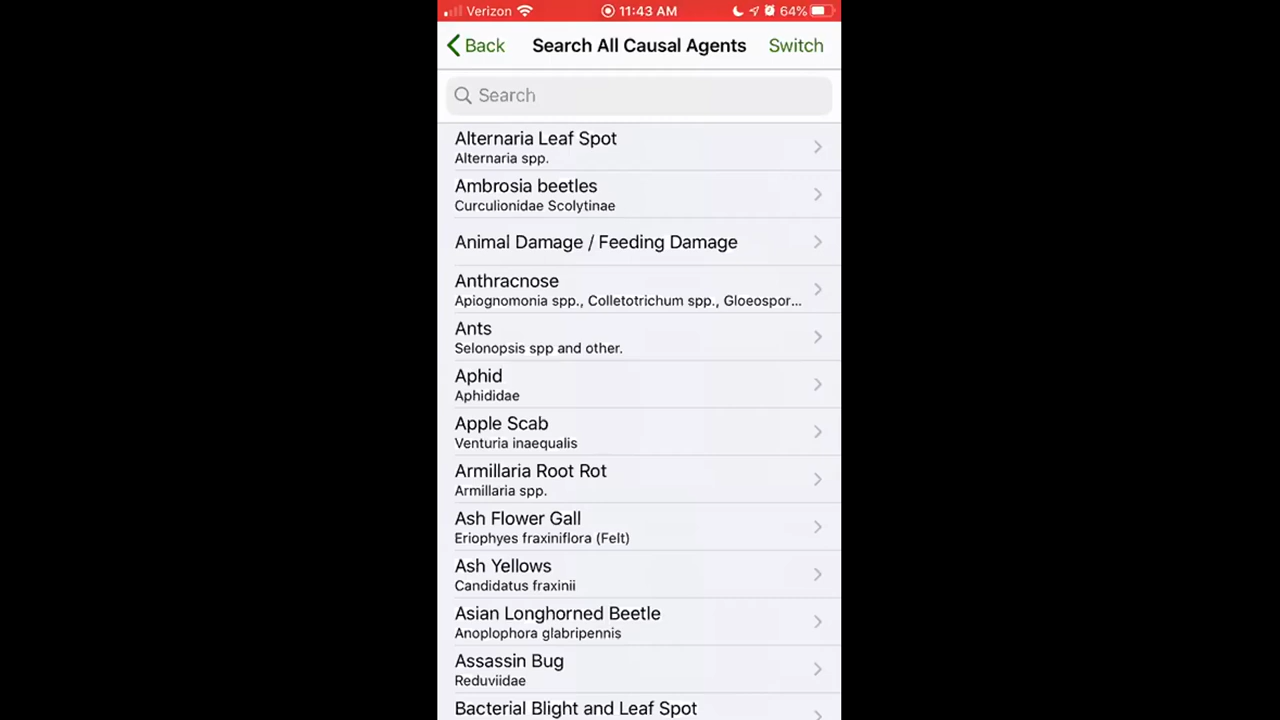 Verizon 11:43 AM 64%
Back Search All Causal Agents Switch
Search
Alternaria Leaf Spot
Alternaria spp.
Ambrosia beetles
Curculionidae Scolytinae
Animal Damage / Feeding Damage
Anthracnose
Apiognomonia spp., Colletotrichum spp., Gloeospor...
Ants
Selonopsis spp and other.
Aphid
Aphididae
Apple Scab
Venturia inaequalis
Armillaria Root Rot
Armillaria spp.
Ash Flower Gall
Eriophyes fraxiniflora (Felt)
Ash Yellows
Candidatus fraxinii
Asian Longhorned Beetle
Anoplophora glabripennis
Assassin Bug
Reduviidae
Bacterial Blight and Leaf Spot